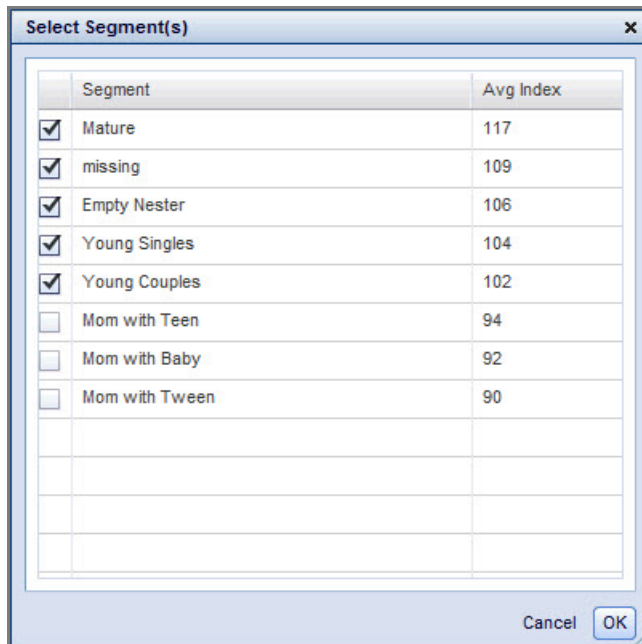 Select Segment(s)
Segment Avg Index
Mature 117
missing 109
Empty Nester 106
Young Singles 104
Young Couples 102
Mom with Teen 94
Mom with Baby 92
Mom with Tween 90
Cancel OK